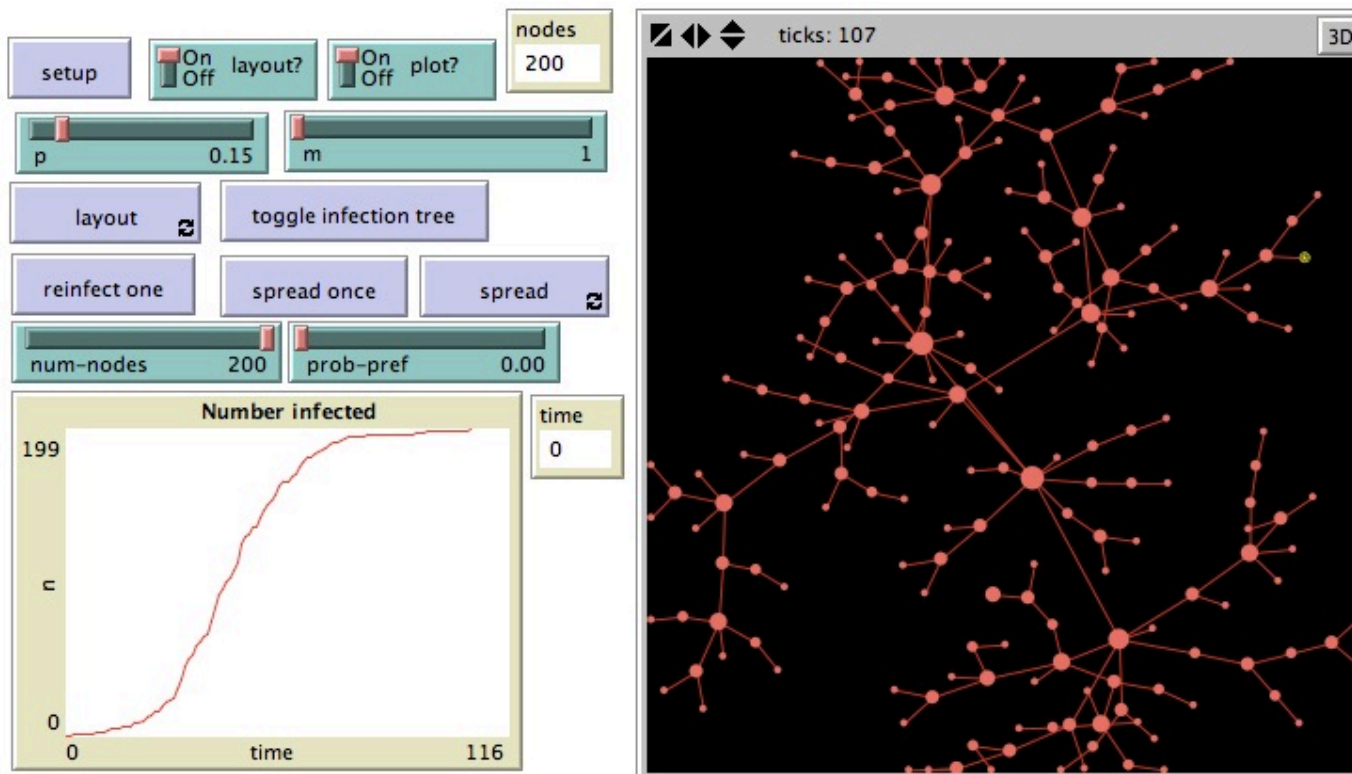 nodes
200
ticks: 107
3D
setup
On
Off
layout?
On
Off
plot?
p
0.15
m
1
layout
toggle infection tree
reinfect one
spread once
spread
num-nodes
200
prob-pref
0.00
Number infected
199
n
0
0
time
116
time
0